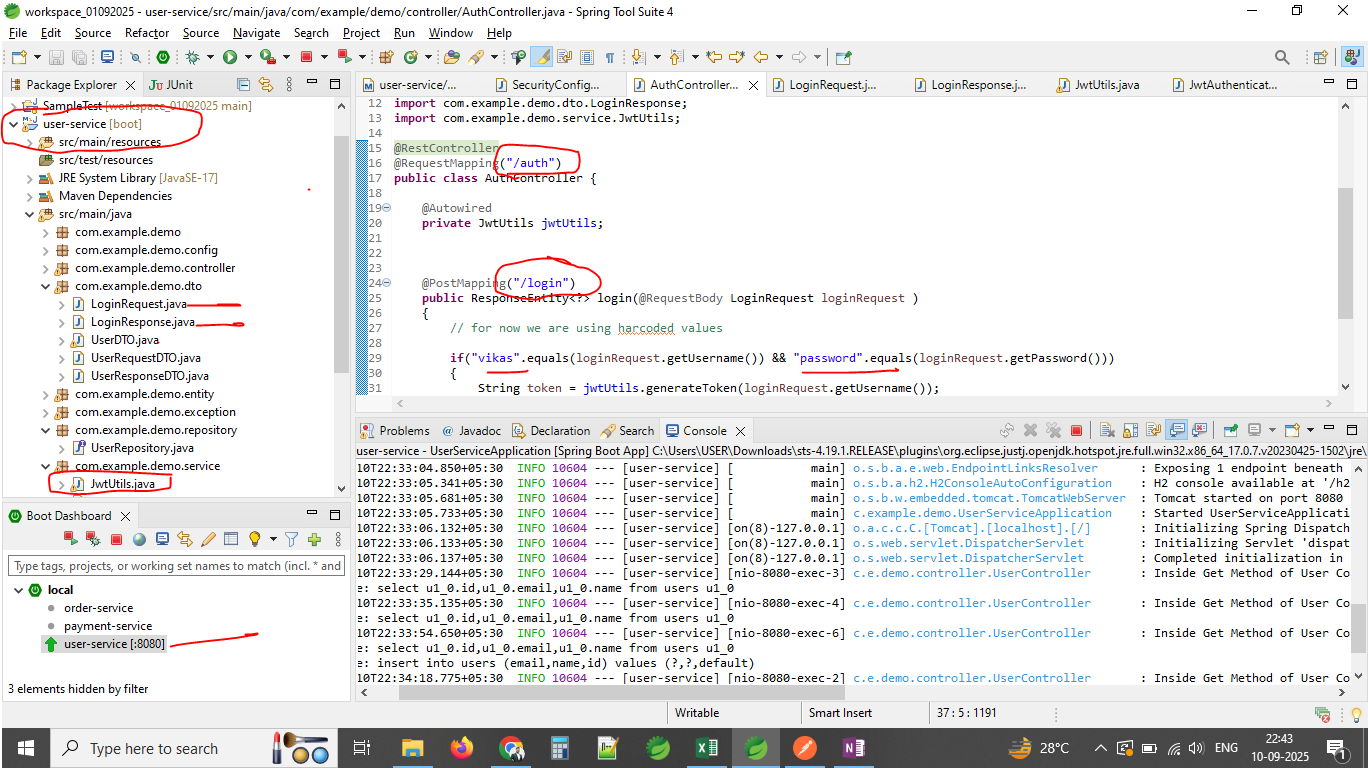 workspace_01092025 - user-service/src/main/java/com/example/demo/controller/AuthController.java - Spring Tool Suite 4
File Edit Source Refactor Source Navigate Search Project Run Window Help
Package Explorer JUnit
SampleTest [workspace_01092025 main]
user-service [boot]
src/main/resources
src/test/resources
JRE System Library [JavaSE-17]
Maven Dependencies
src/main/java
com.example.demo
com.example.demo.config
com.example.demo.controller
com.example.demo.dto
LoginRequest.java
LoginResponse.java
UserDTO.java
UserRequestDTO.java
UserResponseDTO.java
com.example.demo.entity
com.example.demo.exception
com.example.demo.repository
UserRepository.java
com.example.demo.service
JwtUtils.java
Boot Dashboard
Type tags, projects, or working set names to match (incl. * and
local
order-service
payment-service
user-service [:8080]
3 elements hidden by filter
user-service/... SecurityConfig... AuthController... LoginRequest.j... LoginResponse.j... JwtUtils.java JwtAuthenticat...
12 import com.example.demo.dto.LoginResponse;
13 import com.example.demo.service.JwtUtils;
14
15 @RestController
16 @RequestMapping("/auth")
17 public class AuthController {
18
19 @Autowired
20 private JwtUtils jwtUtils;
21
22
23
24 @PostMapping("/login")
25 public ResponseEntity<?> login(@RequestBody LoginRequest loginRequest )
26 {
27 // for now we are using harcoded values
28
29 if("vikas".equals(loginRequest.getUsername()) && "password".equals(loginRequest.getPassword()))
30 {
31 String token = jwtUtils.generateToken(loginRequest.getUsername());
Problems @ Javadoc Declaration Search Console
user-service - UserServiceApplication [Spring Boot App] C:\Users\USER\Downloads\sts-4.19.1.RELEASE\plugins\org.eclipse.justj.openjdk.hotspot.jre.full.win32.x86_64_17.0.7.v20230425-1502\jre\
10T22:33:04.850+05:30 INFO 10604 --- [user-service] [ main] o.s.b.a.e.web.EndpointLinksResolver : Exposing 1 endpoint beneath
10T22:33:05.341+05:30 INFO 10604 --- [user-service] [ main] o.s.b.a.h2.H2ConsoleAutoConfiguration : H2 console available at '/h2
10T22:33:05.681+05:30 INFO 10604 --- [user-service] [ main] o.s.b.w.embedded.tomcat.TomcatWebServer : Tomcat started on port 8080
10T22:33:05.733+05:30 INFO 10604 --- [user-service] [ main] c.example.demo.UserServiceApplication : Started UserServiceApplicati
10T22:33:06.132+05:30 INFO 10604 --- [user-service] [on(8)-127.0.0.1] o.a.c.c.C.[Tomcat].[localhost].[/] : Initializing Spring Dispatch
10T22:33:06.133+05:30 INFO 10604 --- [user-service] [on(8)-127.0.0.1] o.s.web.servlet.DispatcherServlet : Initializing Servlet 'dispat
10T22:33:06.137+05:30 INFO 10604 --- [user-service] [on(8)-127.0.0.1] o.s.web.servlet.DispatcherServlet : Completed initialization in
10T22:33:29.144+05:30 INFO 10604 --- [user-service] [nio-8080-exec-3] c.e.demo.controller.UserController : Inside Get Method of User Co
e: select u1_0.id,u1_0.email,u1_0.name from users u1_0
10T22:33:35.135+05:30 INFO 10604 --- [user-service] [nio-8080-exec-4] c.e.demo.controller.UserController : Inside Get Method of User Co
e: select u1_0.id,u1_0.email,u1_0.name from users u1_0
10T22:33:54.650+05:30 INFO 10604 --- [user-service] [nio-8080-exec-6] c.e.demo.controller.UserController : Inside Get Method of User Co
e: select u1_0.id,u1_0.email,u1_0.name from users u1_0
e: insert into users (email,name,id) values (?,?,default)
10T22:34:18.775+05:30 INFO 10604 --- [user-service] [nio-8080-exec-2] c.e.demo.controller.UserController : Inside Get Method of User Co
Writable Smart Insert 37 : 5 : 1191
Type here to search 28°C ENG 22:43
10-09-2025 1